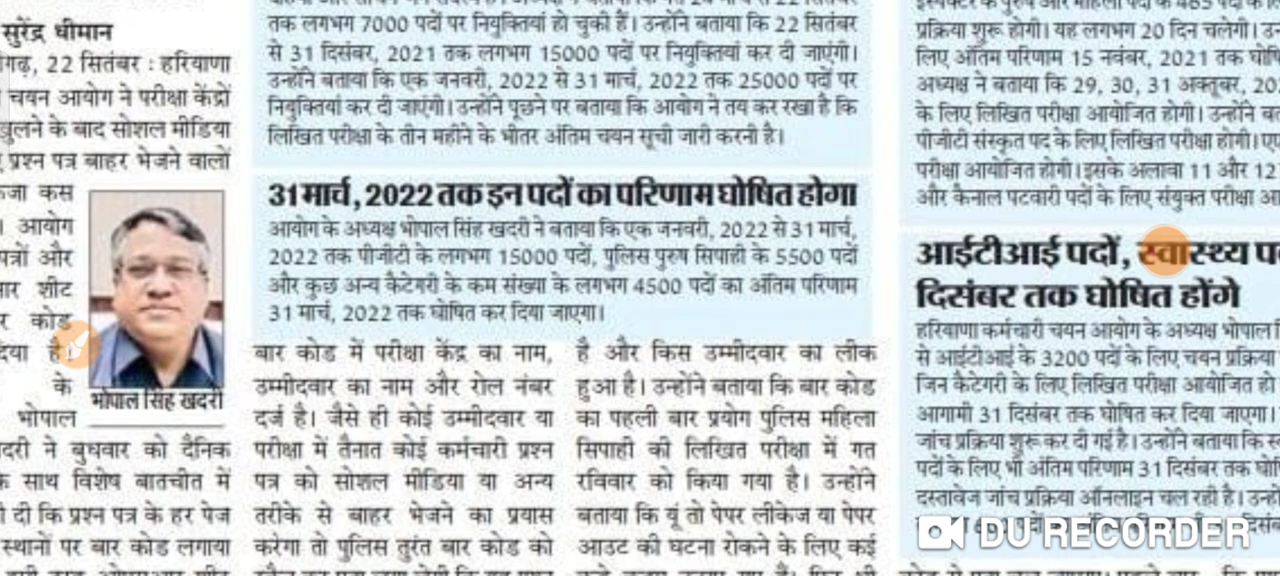 सुरेंद्र धीमान
गढ़, 22 सितंबर : हरियाणा
चयन आयोग ने परीक्षा केंद्रों
खुलने के बाद सोशल मीडिया
प्रश्न पत्र बाहर भेजने वालों
कस
आयोग
और
शीट
कोड
है।
के
भोपाल
ने बुधवार को दैनिक
साथ विशेष बातचीत में
दी कि प्रश्न पत्र के हर पेज
स्थानों पर बार कोड लगाया
भोपाल सिंह खदरी
तक लगभग 7000 पदों पर नियुक्तियां हो चुकी हैं। उन्होंने बताया कि 22 सितंबर
से 31 दिसंबर, 2021 तक लगभग 15000 पदों पर नियुक्तियां कर दी जाएंगी।
उन्होंने बताया कि एक जनवरी, 2022 से 31 मार्च, 2022 तक 25000 पदों पर
नियुक्तियां कर दी जाएंगी। उन्होंने पूछने पर बताया कि आयोग ने तय कर रखा है कि
लिखित परीक्षा के तीन महीने के भीतर अंतिम चयन सूची जारी करनी है।
31 मार्च, 2022 तक इन पदों का परिणाम घोषित होगा
आयोग के अध्यक्ष भोपाल सिंह खदरी ने बताया कि एक जनवरी, 2022 से 31 मार्च,
2022 तक पीजीटी के लगभग 15000 पदों, पुलिस पुरुष सिपाही के 5500 पदों
और कुछ अन्य कैटेगरी के कम संख्या के लगभग 4500 पदों का अंतिम परिणाम
31 मार्च, 2022 तक घोषित कर दिया जाएगा।
बार कोड में परीक्षा केंद्र का नाम,
उम्मीदवार का नाम और रोल नंबर
दर्ज है। जैसे ही कोई उम्मीदवार या
परीक्षा में तैनात कोई कर्मचारी प्रश्न
पत्र को सोशल मीडिया या अन्य
तरीके से बाहर भेजने का प्रयास
करेगा तो पुलिस तुरंत बार कोड को
है और किस उम्मीदवार का लीक
हुआ है। उन्होंने बताया कि बार कोड
का पहली बार प्रयोग पुलिस महिला
सिपाही की लिखित परीक्षा में गत
रविवार को किया गया है। उन्होंने
बताया कि यूं तो पेपर लीकेज या पेपर
आउट की घटना रोकने के लिए कई
प्रक्रिया शुरू होगी। यह लगभग 20 दिन चलेगी।
लिए अंतिम परिणाम 15 नवंबर, 2021 तक
अध्यक्ष ने बताया कि 29, 30, 31 अक्तूबर,
के लिए लिखित परीक्षा आयोजित होगी। उन्होंने
पीजीटी संस्कृत पद के लिए लिखित परीक्षा होगी।
परीक्षा आयोजित होगी। इसके अलावा 11 और 12
और कैनाल पटवारी पदों के लिए संयुक्त परीक्षा
आईटीआई पदों, स्वास्थ्य
दिसंबर तक घोषित होंगे
हरियाणा कर्मचारी चयन आयोग के अध्यक्ष भोपाल
से आईटीआई के 3200 पदों के लिए चयन प्रक्रिया
जिन कैटेगरी के लिए लिखित परीक्षा आयोजित हो
आगामी 31 दिसंबर तक घोषित कर दिया जाएगा।
जांच प्रक्रिया शुरू कर दी गई है। उन्होंने बताया कि
पदों के लिए भी अंतिम परिणाम 31 दिसंबर तक
दस्तावेज जांच प्रक्रिया ऑनलाइन चल रही है।
DU RECORDER